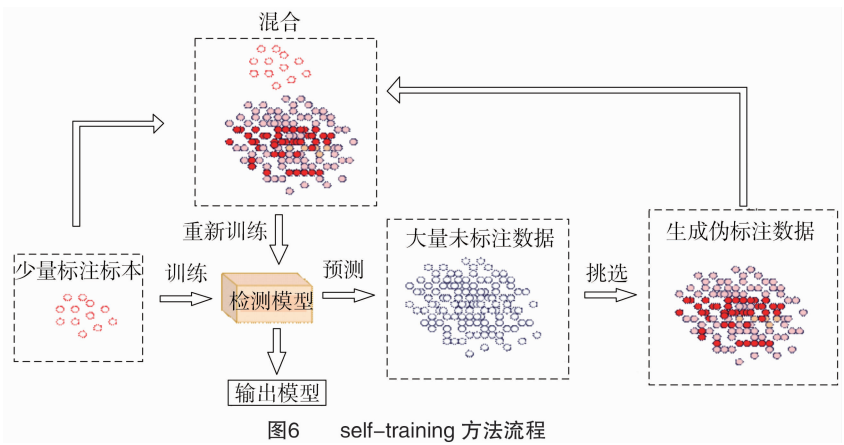 混合
重新训练
大量未标注数据
生成伪标注数据
少量标注标本
训练
检测模型
预测
挑选
输出模型
图6 self-training 方法流程